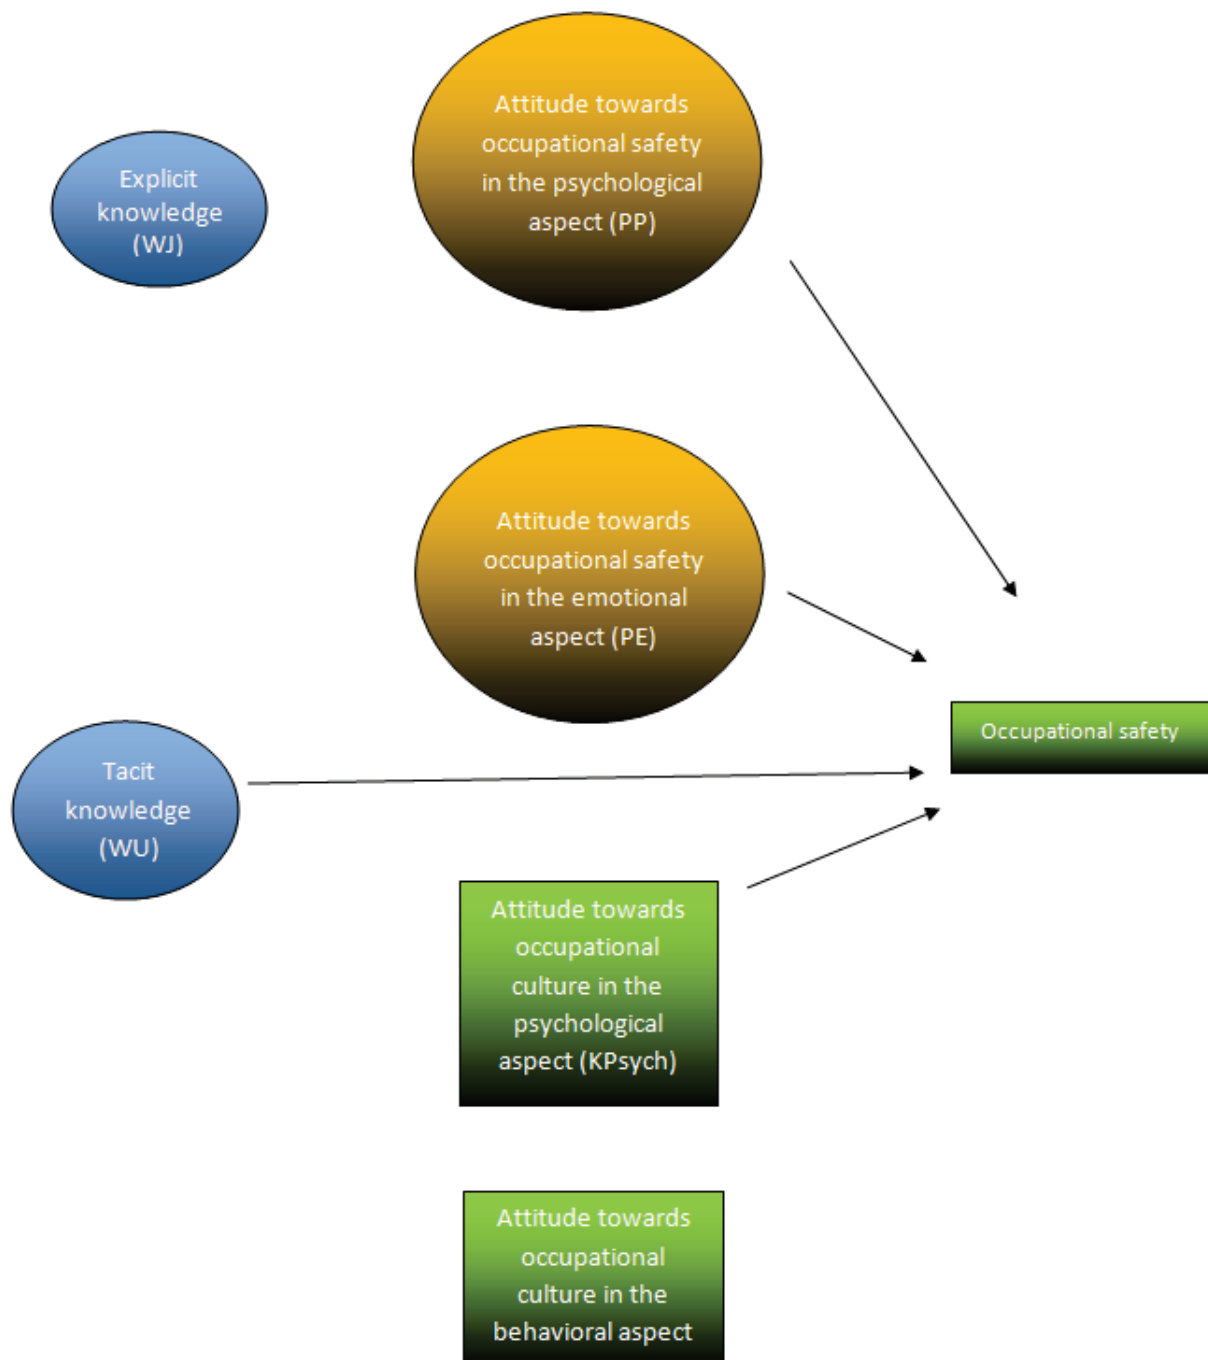 Attitude towards
occupational safety
in the psychological
aspect (PP)
Explicit
knowledge
(WJ)
Attitude towards
occupational safety
in the emotional
aspect (PE)
Occupational safety
Tacit
knowledge
(WU)
Attitude towards
occupational
culture in the
psychological
aspect (KPsych)
Attitude towards
occupational
culture in the
behavioral aspect